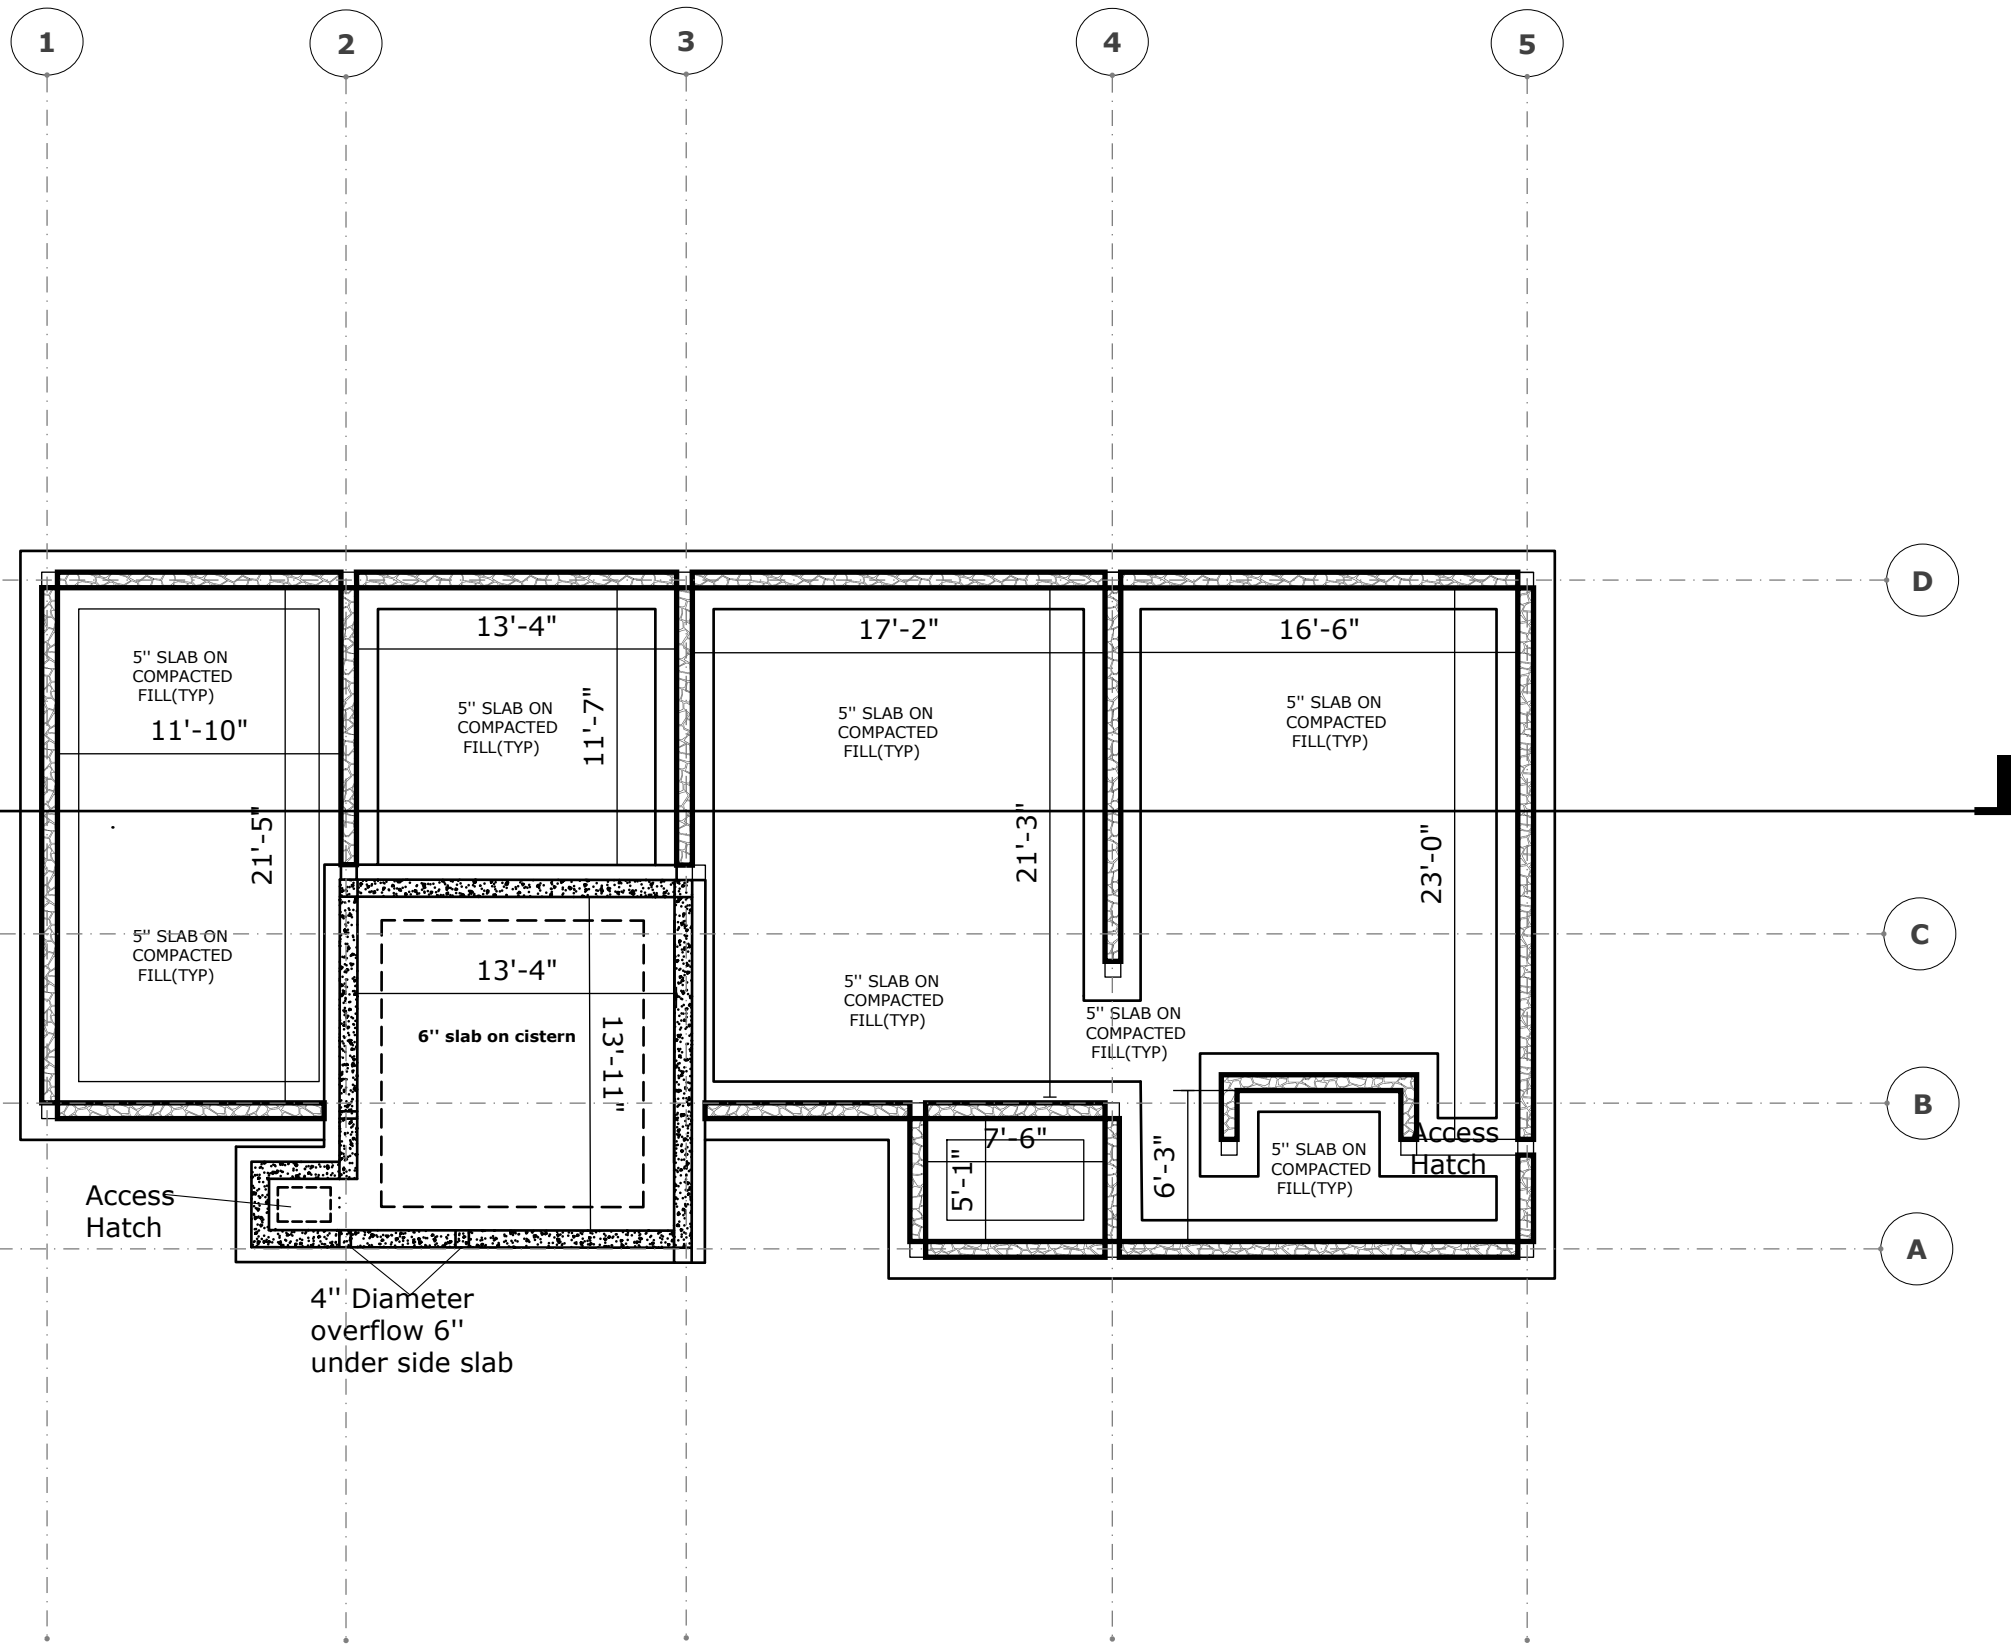 1
2
3
4
5
D
13'-4"
17'-2"
16'-6"
5'' SLAB ON
COMPACTED
FILL(TYP)
11'-10"
5'' SLAB ON
COMPACTED
FILL(TYP)
11'-7"
5'' SLAB ON
COMPACTED
FILL(TYP)
5'' SLAB ON
COMPACTED
FILL(TYP)
21'-5"
21'-3"
23'-0"
5'' SLAB ON
COMPACTED
FILL(TYP)
C
13'-4"
6'' slab on cistern
13'-11"
5'' SLAB ON
COMPACTED
FILL(TYP)
5'' SLAB ON
COMPACTED
FILL(TYP)
B
7'-6"
5'-1"
6'-3"
5'' SLAB ON
COMPACTED
FILL(TYP)
Access
Hatch
Access
Hatch
A
4'' Diameter
overflow 6''
under side slab